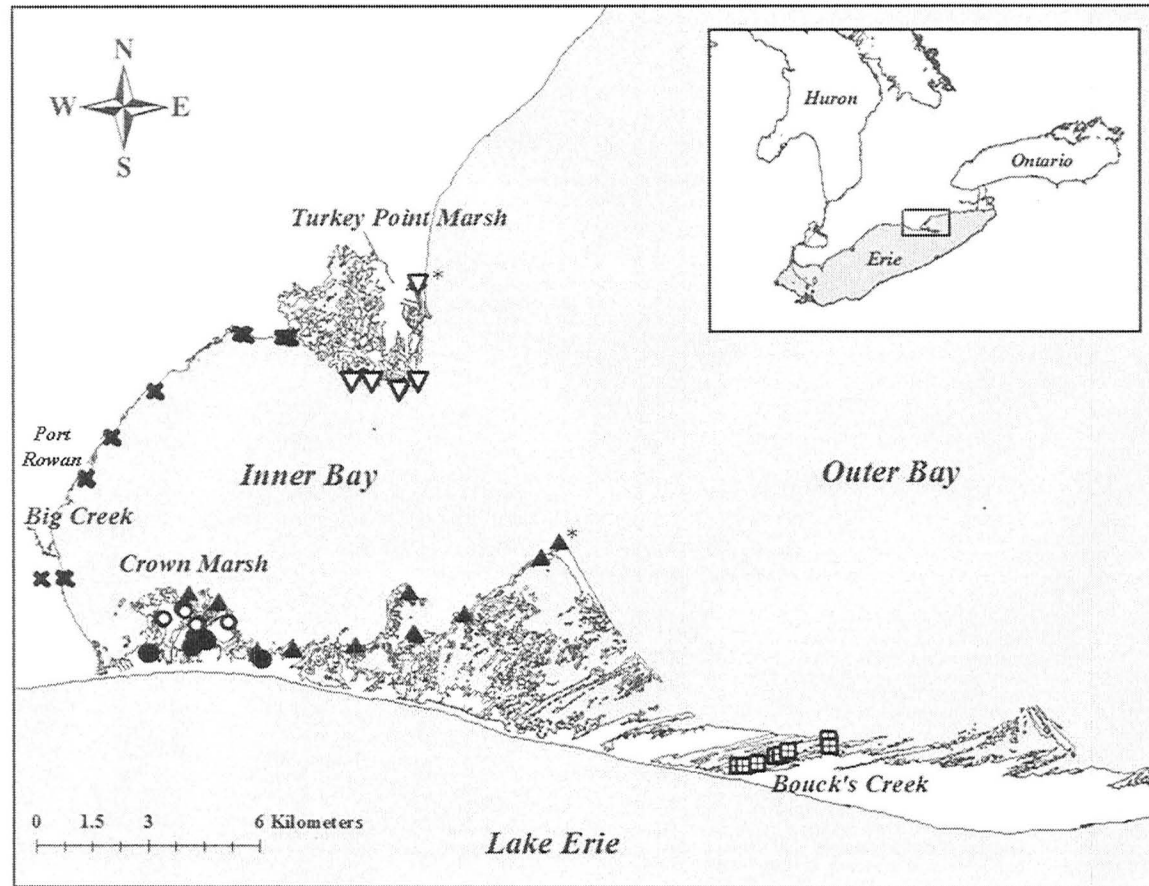 N
W E
S
Huron
Ontario
Erie
Turkey Point Marsh
*
Port
Rowan
Inner Bay
Outer Bay
Big Creek
*
Crown Marsh
Bouck's Creek
0 1.5 3 6 Kilometers
Lake Erie